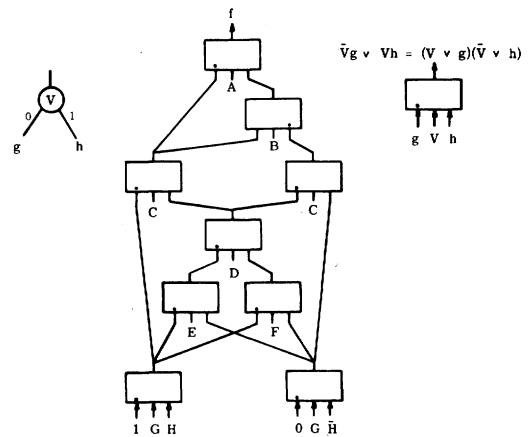 f
V̄g ∨ Vh = (V ∨ g)(V̄ ∨ h)
A
V
0 1
g h
g V h
B
C C
D
E F
1 G H 0 G H̄